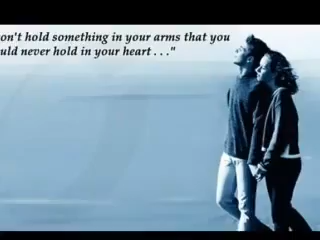 on't hold something in your arms that you
uld never hold in your heart . . ."